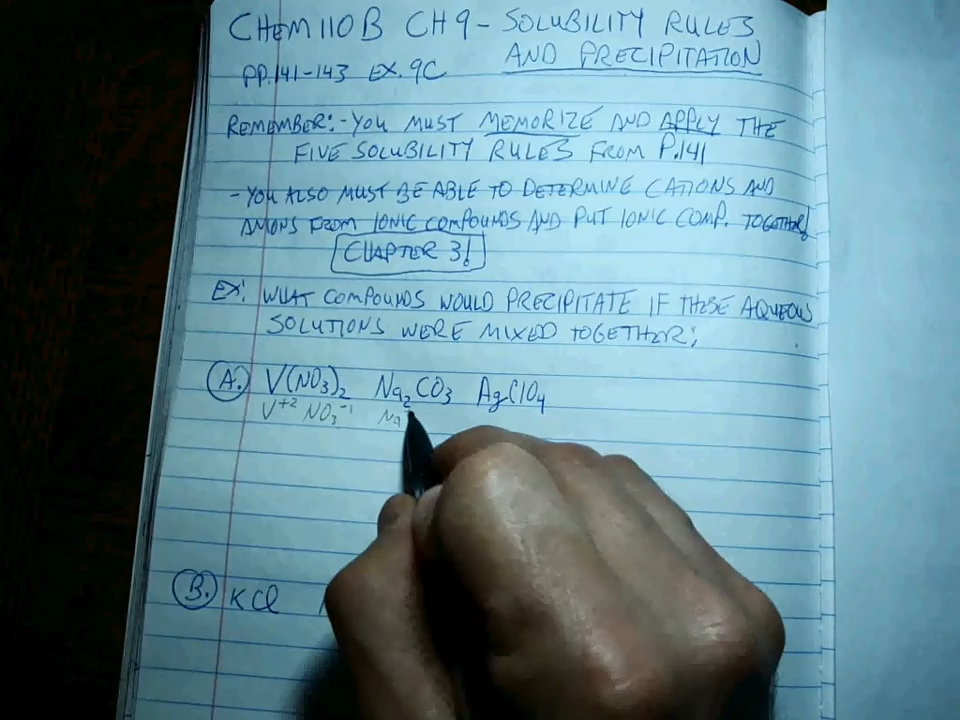 CHEM 110B CH 9 - SOLUBILITY RULES
AND PRECIPITATION
PP.141-143 EX. 9C
REMEMBER: - YOU MUST MEMORIZE AND APPLY THE
FIVE SOLUBILITY RULES FROM P.141
- YOU ALSO MUST BE ABLE TO DETERMINE CATIONS AND
ANIONS FROM IONIC COMPOUNDS AND PUT IONIC COMP. TOGETHER!
CHAPTER 3!
EX: WHAT COMPOUNDS WOULD PRECIPITATE IF THESE AQUEOUS
SOLUTIONS WERE MIXED TOGETHER:
A. V(NO₃)₂ Na₂CO₃ AgClO₄
V⁺² NO₃⁻¹ Na
B. KCl